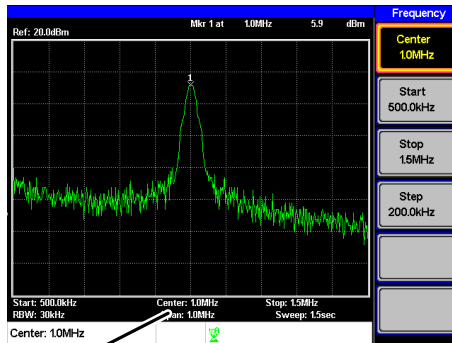 Frequency
Mkr 1 at 1.0MHz 5.9 dBm
Ref: 20.0dBm
Center
1.0MHz
1
Start
500.0kHz
Stop
1.5MHz
Step
200.0kHz
Start: 500.0kHz Center: 1.0MHz Stop: 1.5MHz
RBW: 30kHz 1.0MHz Sweep: 1.5sec
Center: 1.0MHz